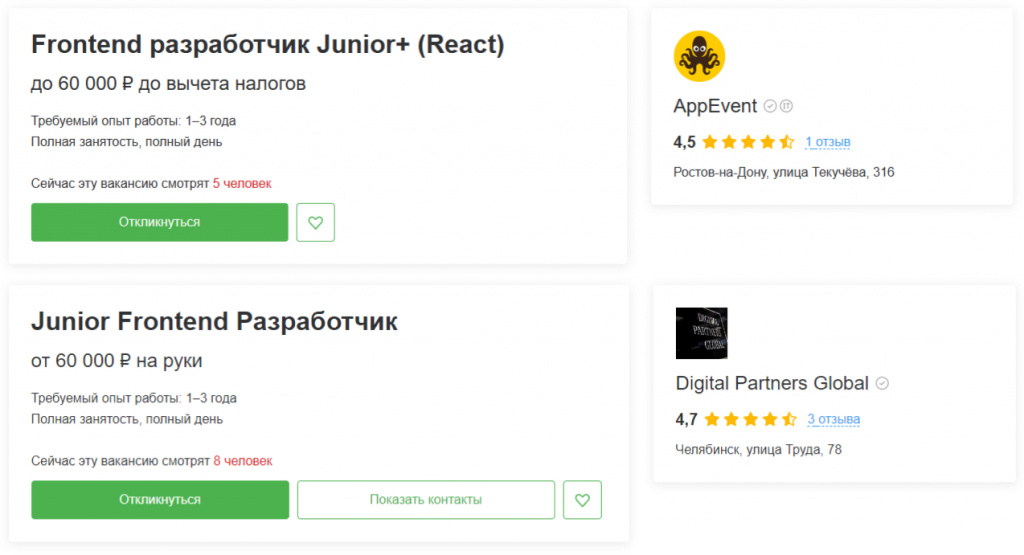 Frontend разработчик Junior+ (React)
до 60 000 ₽ до вычета налогов
Требуемый опыт работы: 1–3 года
Полная занятость, полный день
Сейчас эту вакансию смотрят 5 человек
Откликнуться
AppEvent
4,5 1 отзыв
Ростов-на-Дону, улица Текучёва, 316
Junior Frontend Разработчик
от 60 000 ₽ на руки
Требуемый опыт работы: 1–3 года
Полная занятость, полный день
Сейчас эту вакансию смотрят 8 человек
Откликнуться Показать контакты
PARTNERS
GLOBAL
Digital Partners Global
4,7 3 отзыва
Челябинск, улица Труда, 78